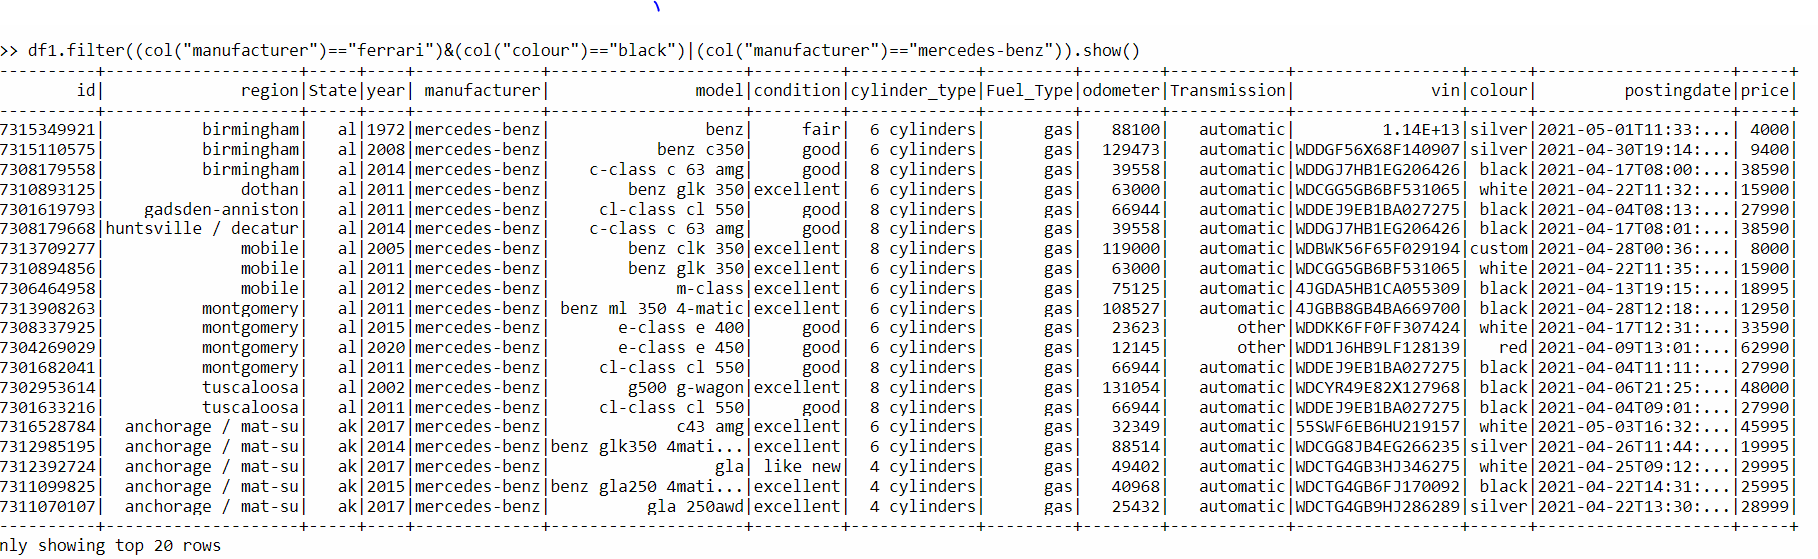 >> df1.filter((col("manufacturer")=="ferrari")&(col("colour")=="black")|(col("manufacturer")=="mercedes-benz")).show()
----------+--------------------+-----+----+-------------+--------------------+---------+-------------+---------+--------+------------+-----------------+------+--------------------+-----+
id| region|State|year| manufacturer| model|condition|cylinder_type|Fuel_Type|odometer|Transmission| vin|colour| postingdate|price|
----------+--------------------+-----+----+-------------+--------------------+---------+-------------+---------+--------+------------+-----------------+------+--------------------+-----+
7315349921| birmingham| al|1972|mercedes-benz| benz| fair| 6 cylinders| gas| 88100| automatic| 1.14E+13|silver|2021-05-01T11:33:...| 4000|
7315110575| birmingham| al|2008|mercedes-benz| benz c350| good| 6 cylinders| gas| 129473| automatic|WDDGF56X68F140907|silver|2021-04-30T19:14:...| 9400|
7308179558| birmingham| al|2014|mercedes-benz| c-class c 63 amg| good| 8 cylinders| gas| 39558| automatic|WDDGJ7HB1EG206426| black|2021-04-17T08:00:...|38590|
7310893125| dothan| al|2011|mercedes-benz| benz glk 350|excellent| 6 cylinders| gas| 63000| automatic|WDCGG5GB6BF531065| white|2021-04-22T11:32:...|15900|
7301619793| gadsden-anniston| al|2011|mercedes-benz| cl-class cl 550| good| 8 cylinders| gas| 66944| automatic|WDDEJ9EB1BA027275| black|2021-04-04T08:13:...|27990|
7308179668|huntsville / decatur| al|2014|mercedes-benz| c-class c 63 amg| good| 8 cylinders| gas| 39558| automatic|WDDGJ7HB1EG206426| black|2021-04-17T08:01:...|38590|
7313709277| mobile| al|2005|mercedes-benz| benz clk 350|excellent| 6 cylinders| gas| 119000| automatic|WDBWK56F65F029194|custom|2021-04-28T00:36:...| 8000|
7310894856| mobile| al|2011|mercedes-benz| benz glk 350|excellent| 6 cylinders| gas| 63000| automatic|WDCGG5GB6BF531065| white|2021-04-22T11:35:...|15900|
7306464958| mobile| al|2012|mercedes-benz| m-class|excellent| 6 cylinders| gas| 75125| automatic|4JGDA5HB1CA055309| black|2021-04-13T19:15:...|18995|
7313908263| montgomery| al|2011|mercedes-benz| benz ml 350 4-matic|excellent| 6 cylinders| gas| 108527| automatic|4JGBB8GB4BA669700| black|2021-04-28T12:18:...|12950|
7308337925| montgomery| al|2015|mercedes-benz| e-class e 400| good| 6 cylinders| gas| 23623| other|WDDKK6FF0FF307424| white|2021-04-17T12:31:...|33590|
7304269029| montgomery| al|2020|mercedes-benz| e-class e 450| good| 6 cylinders| gas| 12145| other|WDD1J6HB9LF128139| red|2021-04-09T13:01:...|62990|
7301682041| montgomery| al|2011|mercedes-benz| cl-class cl 550| good| 8 cylinders| gas| 66944| automatic|WDDEJ9EB1BA027275| black|2021-04-04T11:11:...|27990|
7302953614| tuscaloosa| al|2002|mercedes-benz| g500 g-wagon|excellent| 8 cylinders| gas| 131054| automatic|WDCYR49E82X127968| black|2021-04-06T21:25:...|48000|
7301633216| tuscaloosa| al|2011|mercedes-benz| cl-class cl 550| good| 8 cylinders| gas| 66944| automatic|WDDEJ9EB1BA027275| black|2021-04-04T09:01:...|27990|
7316528784| anchorage / mat-su| ak|2017|mercedes-benz| c43 amg|excellent| 6 cylinders| gas| 32349| automatic|55SWF6EB6HU219157| white|2021-05-03T16:32:...|45995|
7312985195| anchorage / mat-su| ak|2014|mercedes-benz|benz glk350 4mati...|excellent| 6 cylinders| gas| 88514| automatic|WDCGG8JB4EG266235|silver|2021-04-26T11:44:...|19995|
7312392724| anchorage / mat-su| ak|2017|mercedes-benz| gla| like new| 4 cylinders| gas| 49402| automatic|WDCTG4GB3HJ346275| white|2021-04-25T09:12:...|29995|
7311099825| anchorage / mat-su| ak|2015|mercedes-benz|benz gla250 4mati...|excellent| 4 cylinders| gas| 40968| automatic|WDCTG4GB6FJ170092| black|2021-04-22T14:31:...|25995|
7311070107| anchorage / mat-su| ak|2017|mercedes-benz| gla 250awd|excellent| 4 cylinders| gas| 25432| automatic|WDCTG4GB9HJ286289|silver|2021-04-22T13:30:...|28999|
----------+--------------------+-----+----+-------------+--------------------+---------+-------------+---------+--------+------------+-----------------+------+--------------------+-----+
nly showing top 20 rows